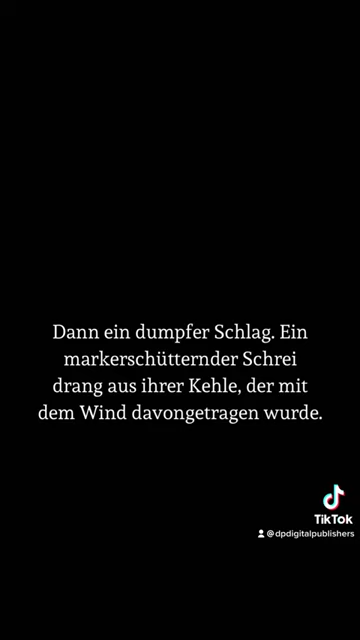 Dann ein dumpfer Schlag. Ein
markerschütternder Schrei
drang aus ihrer Kehle, der mit
dem Wind davongetragen wurde.
TikTok
@dpdigitalpublishers